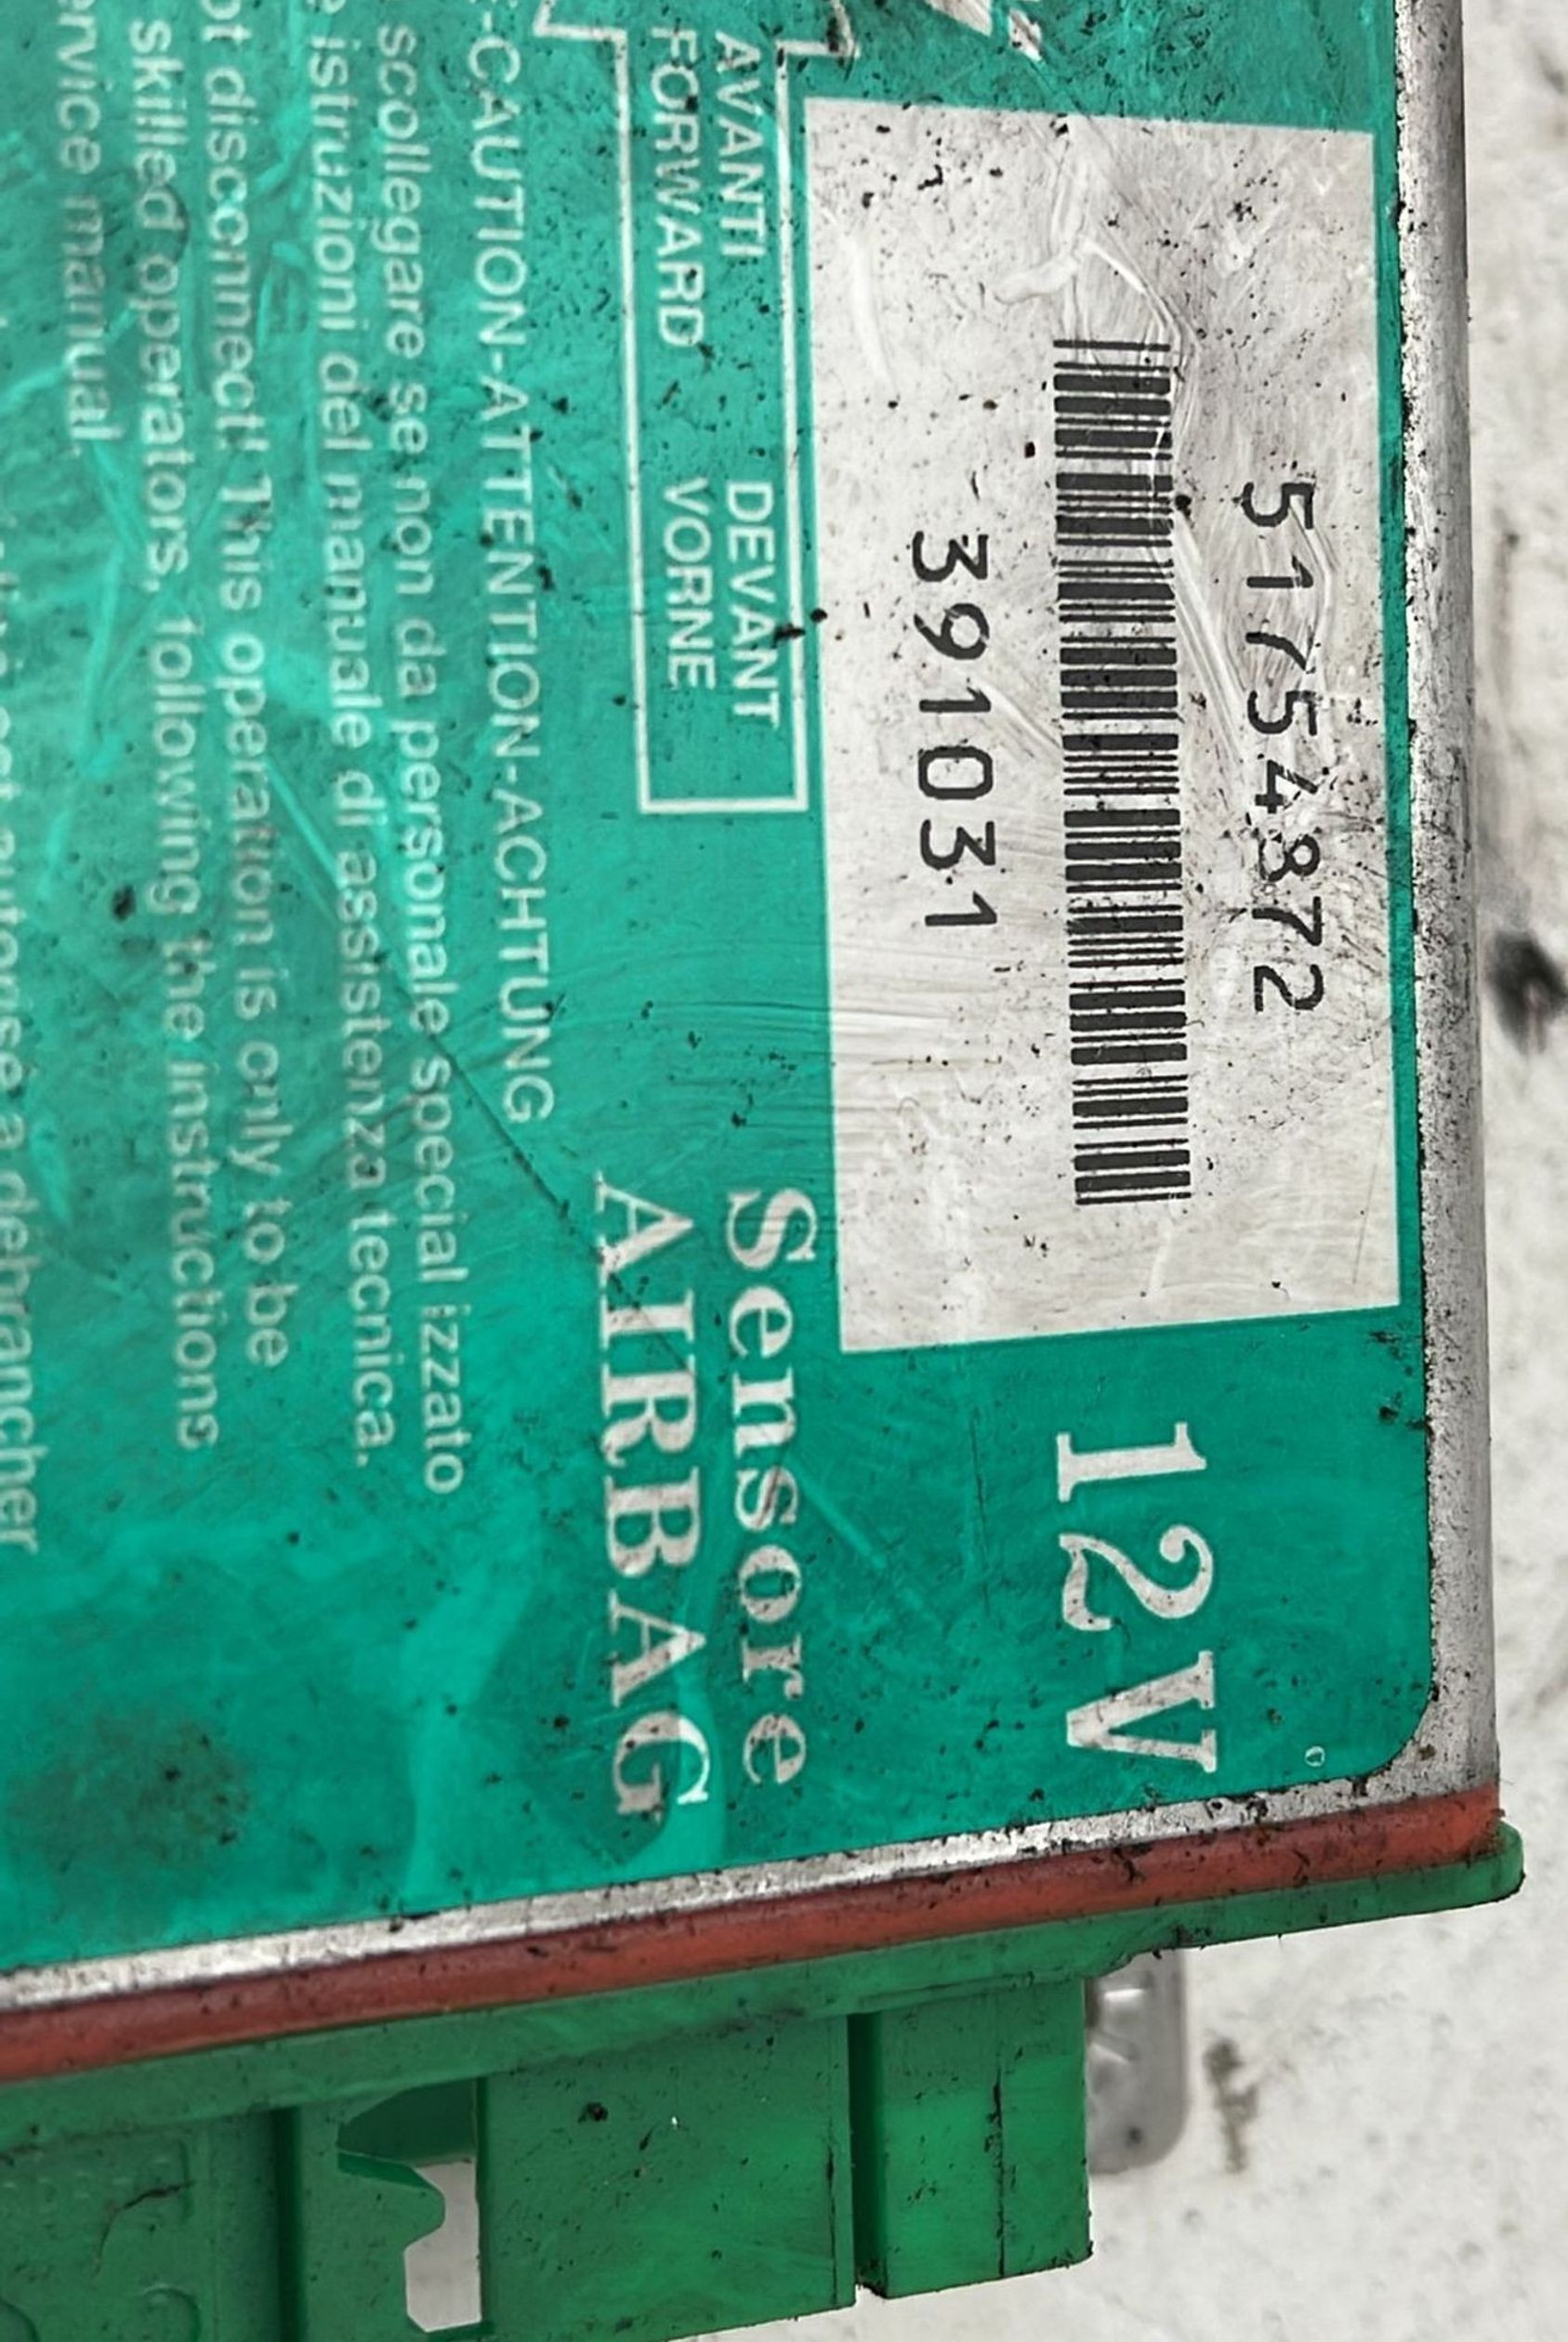 51754872
391031
12V
AVANTI DEVANT
FORWARD VORNE
Sensore
AIRBAG
-CAUTION-ATTENTION-ACHTUNG
scollegare se non da personale special izzato
istruzioni del manuale di assistenza tecnica.
disconnect! This operation is only to be
skilled operators, following the instructions
manual.
a debrancher